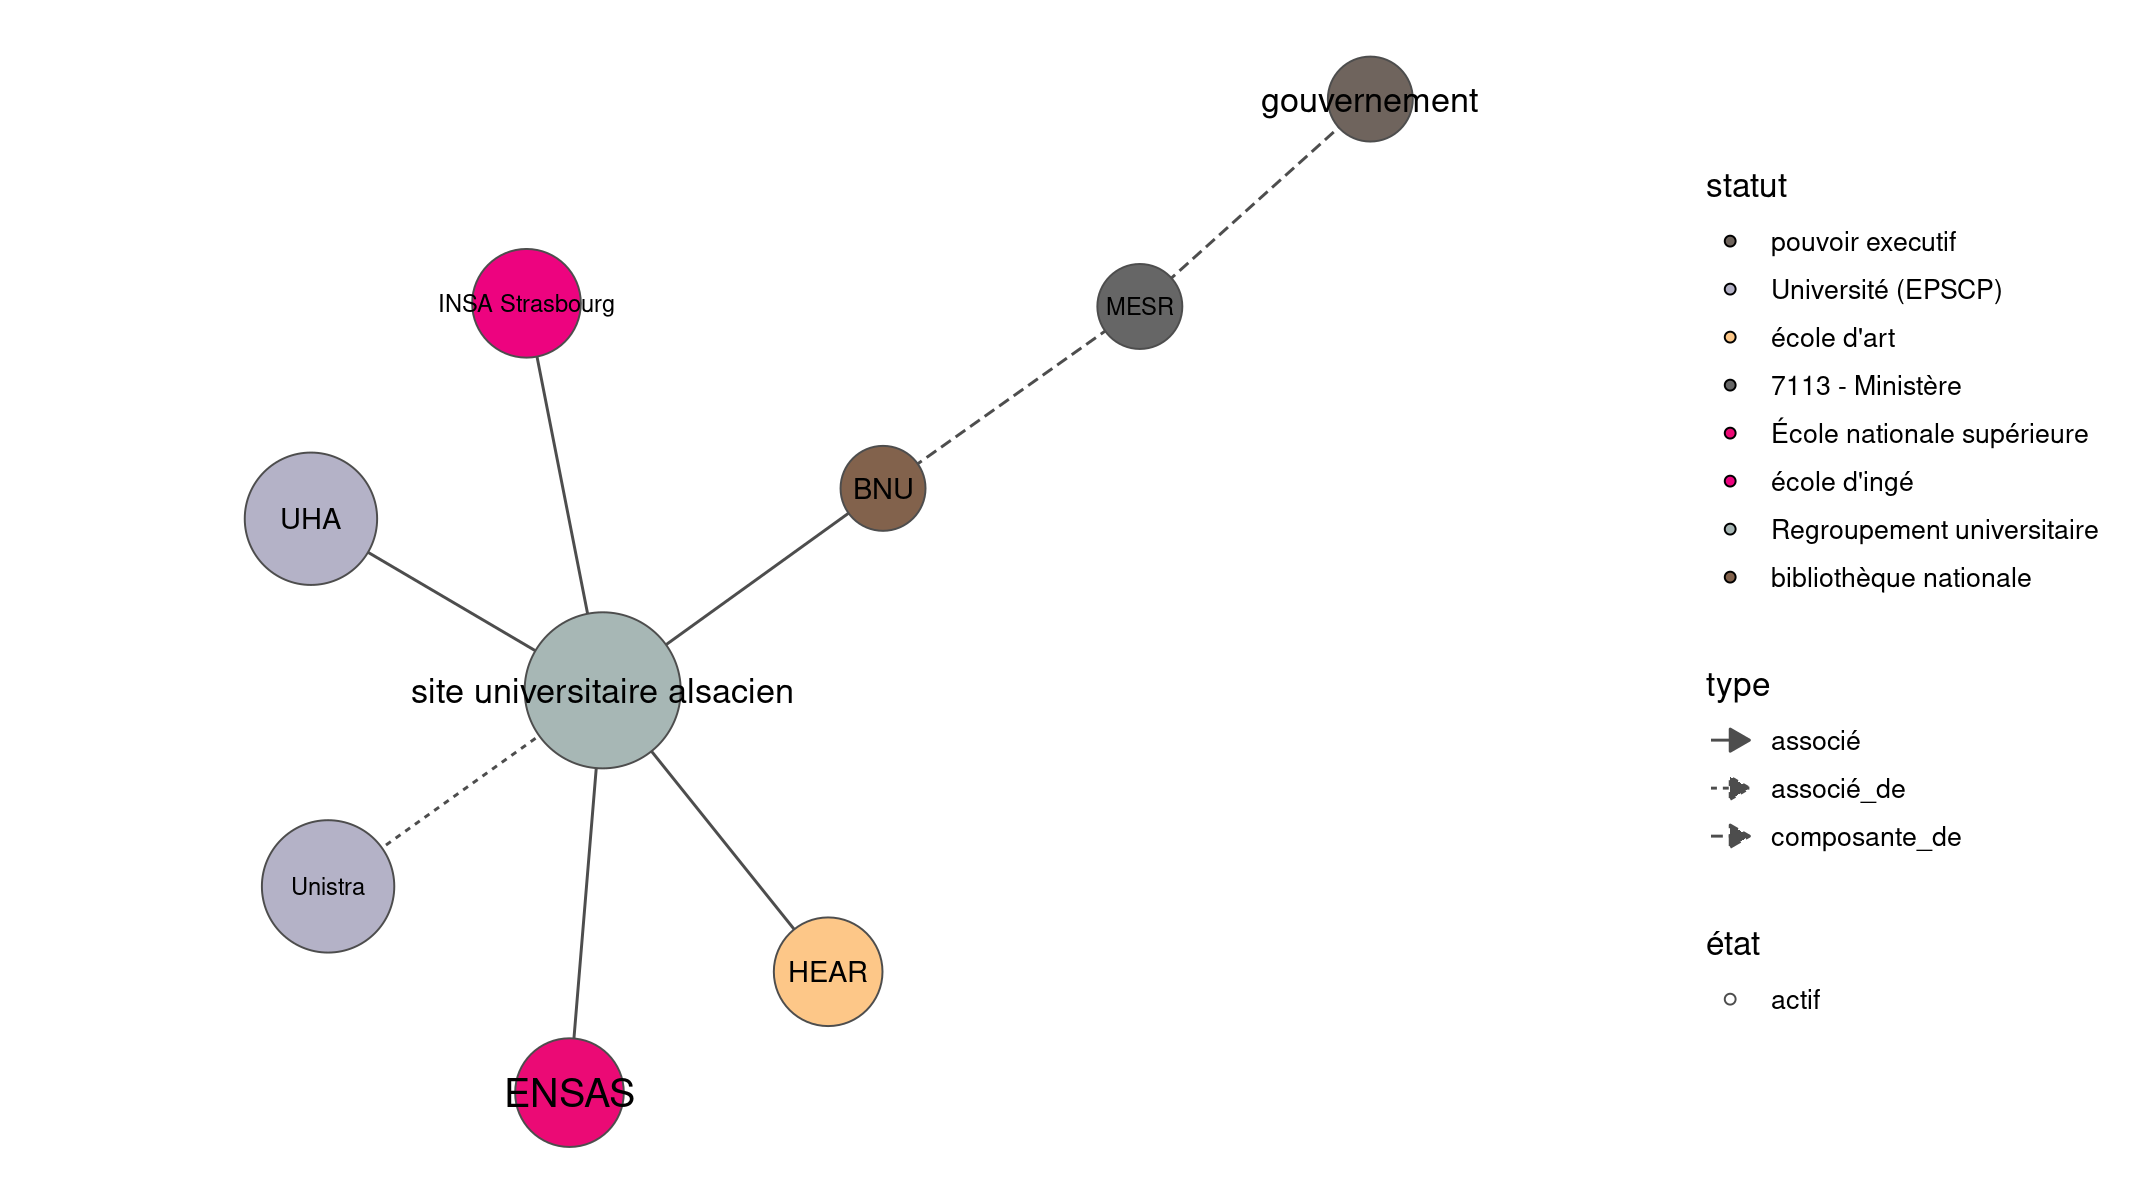 gouvernement
INSA Strasbourg
MESR
BNU
UHA
site universitaire alsacien
Unistra
HEAR
ENSAS
statut
pouvoir executif
Université (EPSCP)
école d'art
7113 - Ministère
École nationale supérieure
école d'ingé
Regroupement universitaire
bibliothèque nationale
type
associé
associé_de
composante_de
état
actif